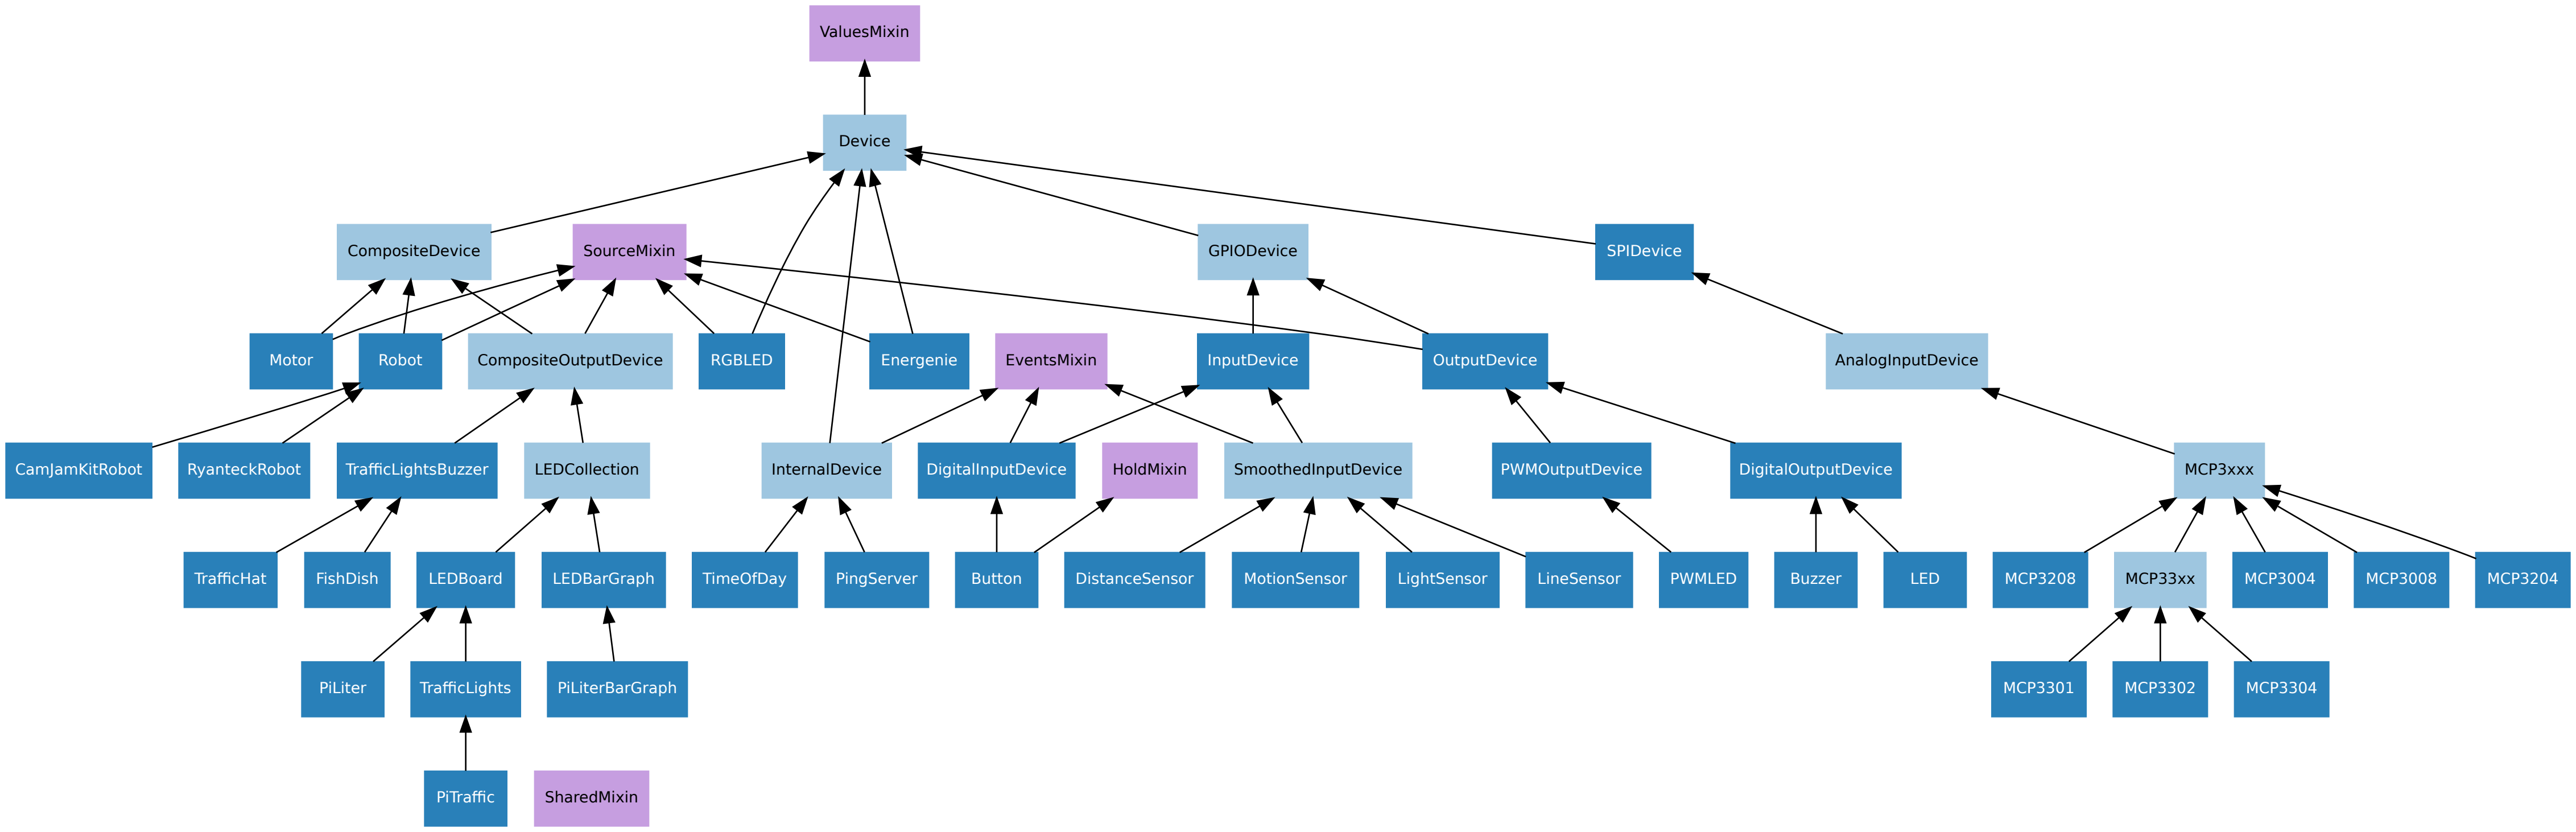 ValuesMixin
Device
CompositeDevice
SourceMixin
GPIODevice
SPIDevice
Motor
Robot
CompositeOutputDevice
RGBLED
Energenie
EventsMixin
InputDevice
OutputDevice
AnalogInputDevice
CamJamKitRobot
RyanteckRobot
TrafficLightsBuzzer
LEDCollection
InternalDevice
DigitalInputDevice
HoldMixin
SmoothedInputDevice
PWMOutputDevice
DigitalOutputDevice
MCP3xxx
TrafficHat
FishDish
LEDBoard
LEDBarGraph
TimeOfDay
PingServer
Button
DistanceSensor
MotionSensor
LightSensor
LineSensor
PWMLED
Buzzer
LED
MCP3208
MCP33xx
MCP3004
MCP3008
MCP3204
PiLiter
TrafficLights
PiLiterBarGraph
MCP3301
MCP3302
MCP3304
PiTraffic
SharedMixin